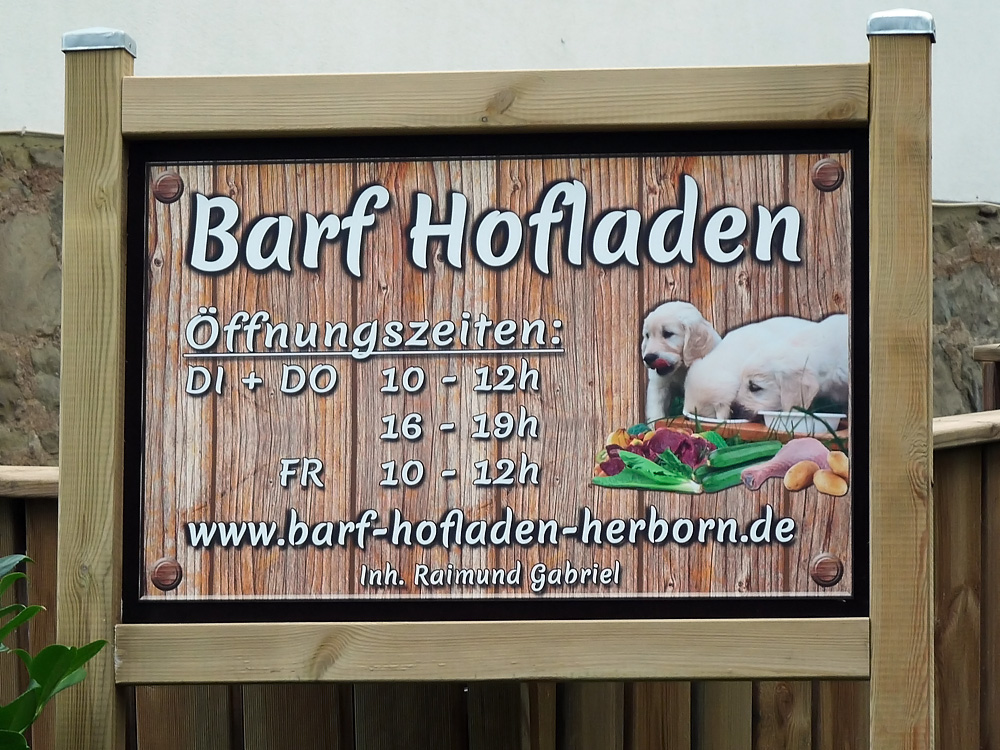 Barf Hofladen
Öffnungszeiten:
DI + DO 10 - 12h
16 - 19h
FR 10 - 12h
www.barf-hofladen-herborn.de
Inh. Raimund Gabriel